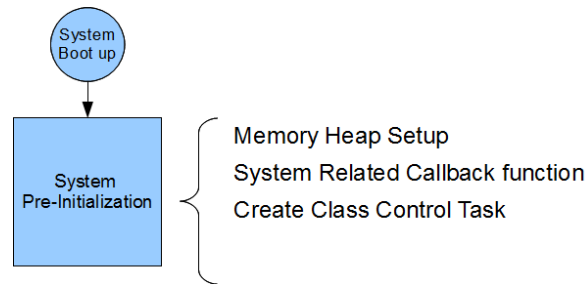 System
Boot up
System
Pre-Initialization
Memory Heap Setup
System Related Callback function
Create Class Control Task